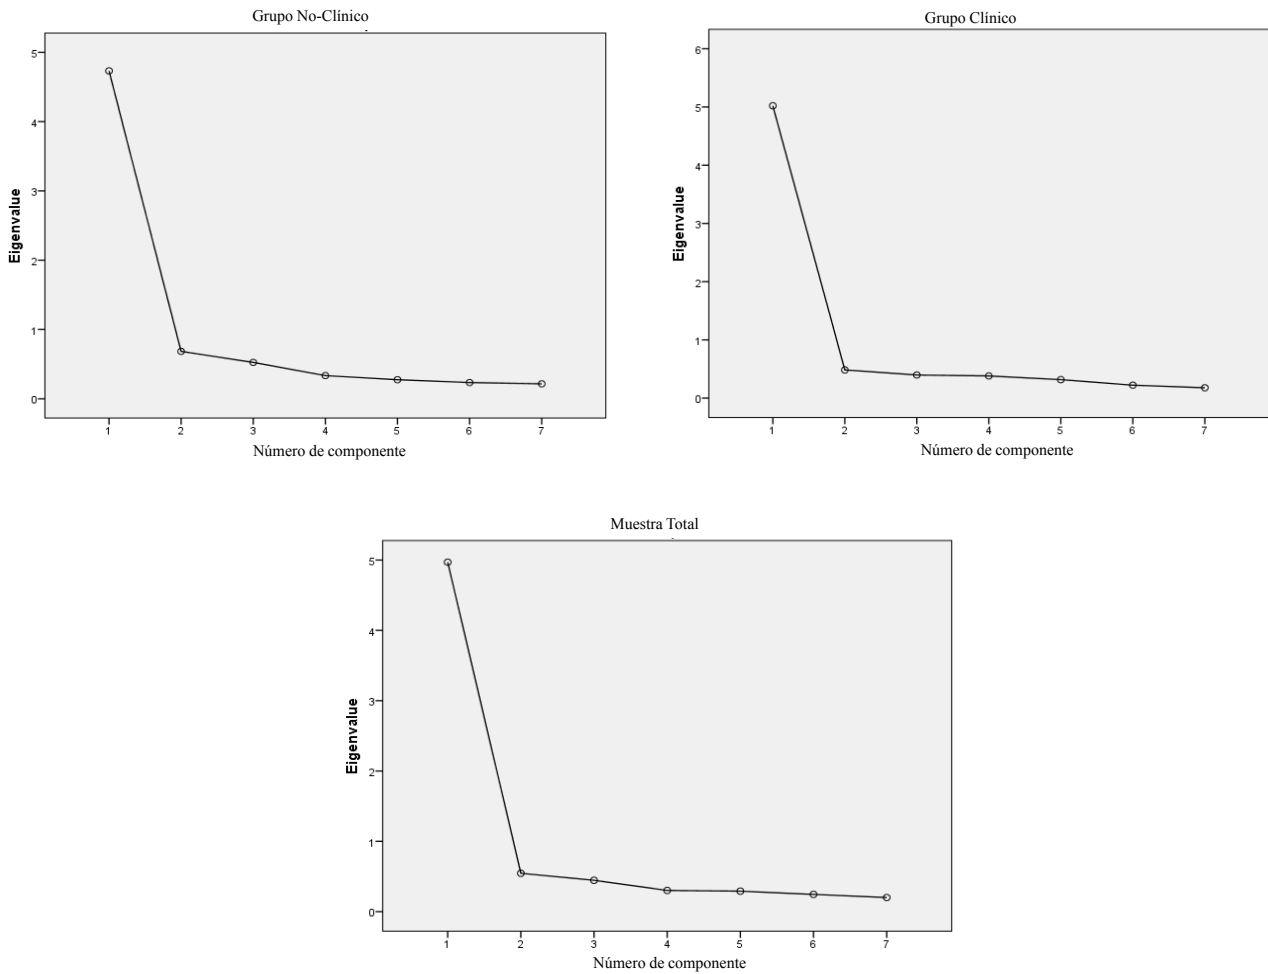 Grupo No-Clínico
5
4
3
2
1
0
Eigenvalue
1 2 3 4 5 6 7
Número de componente
Grupo Clínico
6
5
4
3
2
1
0
Eigenvalue
1 2 3 4 5 6 7
Número de componente
Muestra Total
5
4
3
2
1
0
Eigenvalue
1 2 3 4 5 6 7
Número de componente